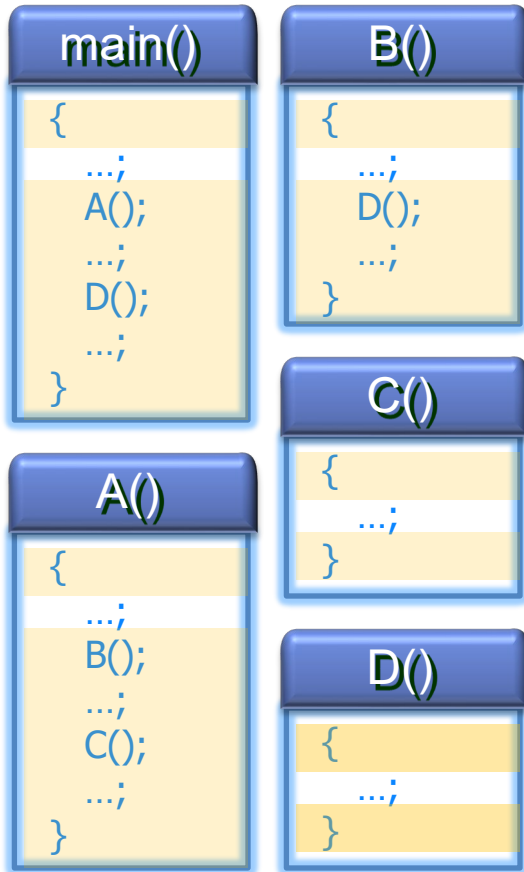 main()
{
...;
A();
...;
D();
...;
}
A()
{
...;
B();
...;
C();
...;
}
B()
{
...;
D();
...;
}
C()
{
...;
}
D()
{
...;
}